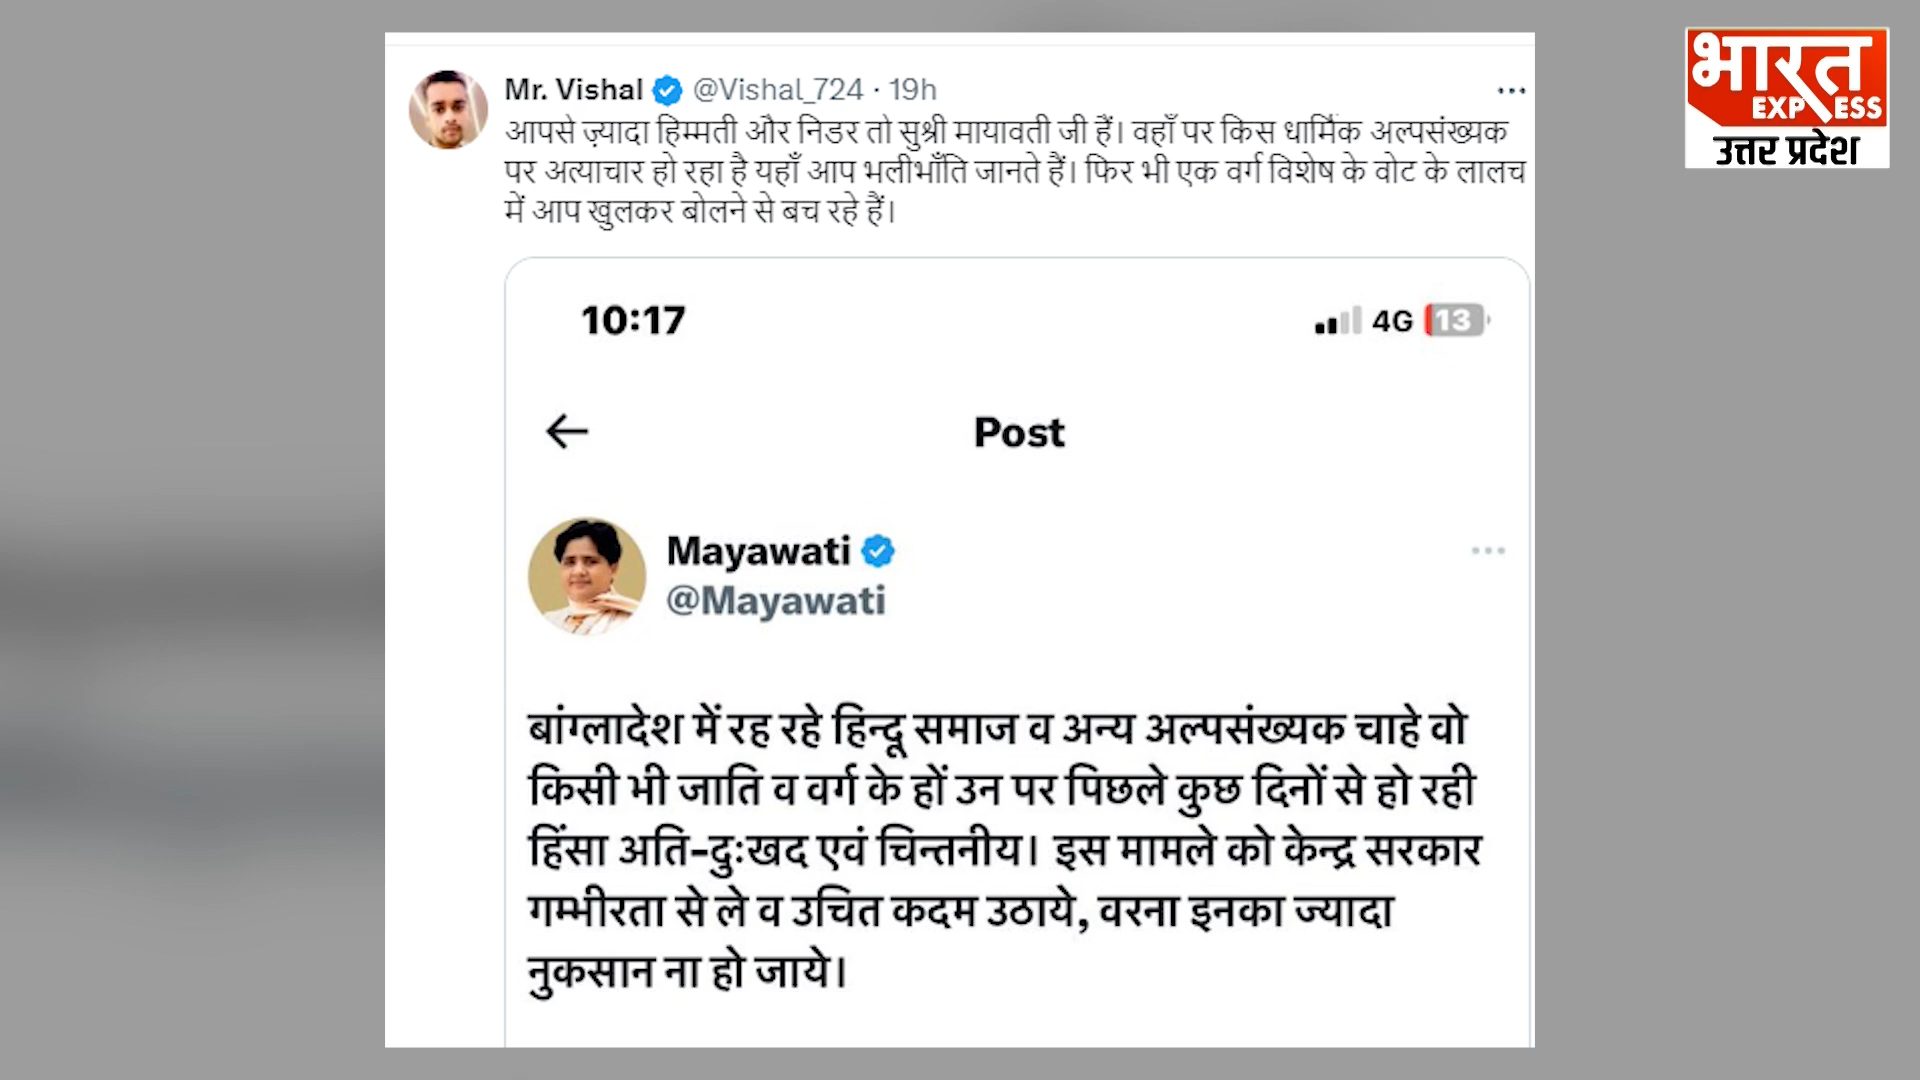 Mr. Vishal @Vishal_724 · 19h
आपसे ज़्यादा हिम्मती और निडर तो सुश्री मायावती जी हैं। वहाँ पर किस धार्मिक अल्पसंख्यक
पर अत्याचार हो रहा है यहाँ आप भलीभाँति जानते हैं। फिर भी एक वर्ग विशेष के वोट के लालच
में आप खुलकर बोलने से बच रहे हैं।
10:17 4G 13
Post
Mayawati
@Mayawati
बांग्लादेश में रह रहे हिन्दू समाज व अन्य अल्पसंख्यक चाहे वो
किसी भी जाति व वर्ग के हों उन पर पिछले कुछ दिनों से हो रही
हिंसा अति-दुःखद एवं चिन्तनीय। इस मामले को केन्द्र सरकार
गम्भीरता से ले व उचित कदम उठाये, वरना इनका ज्यादा
नुकसान ना हो जाये।
भारत
EXPRESS
उत्तर प्रदेश